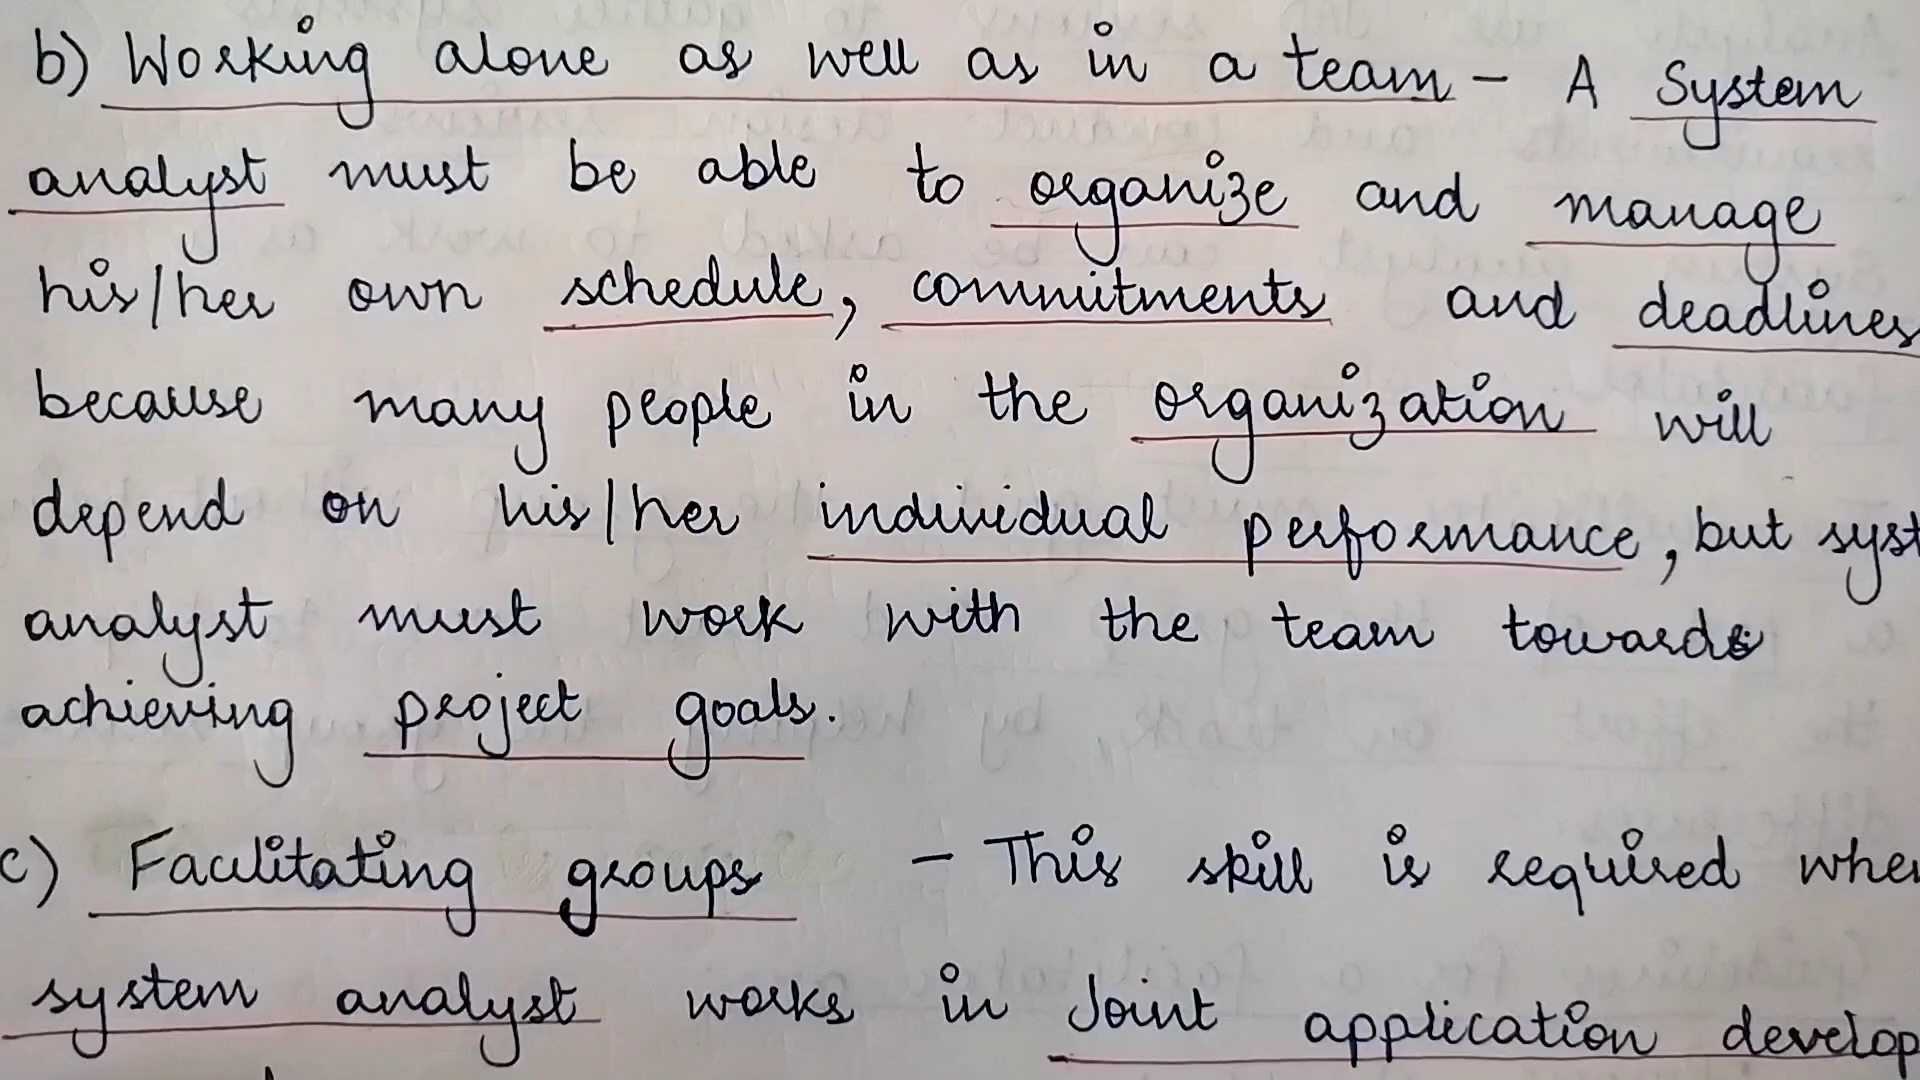 b) Working alone as well as in a team - A System
analyst must be able to organize and manage
his/her own schedule, commitments and deadlines
because many people in the organization will
depend on his/her individual performance, but syst
analyst must work with the team towards
achieving project goals.
c) Facilitating groups - This skill is required when
system analyst works in Joint application develop